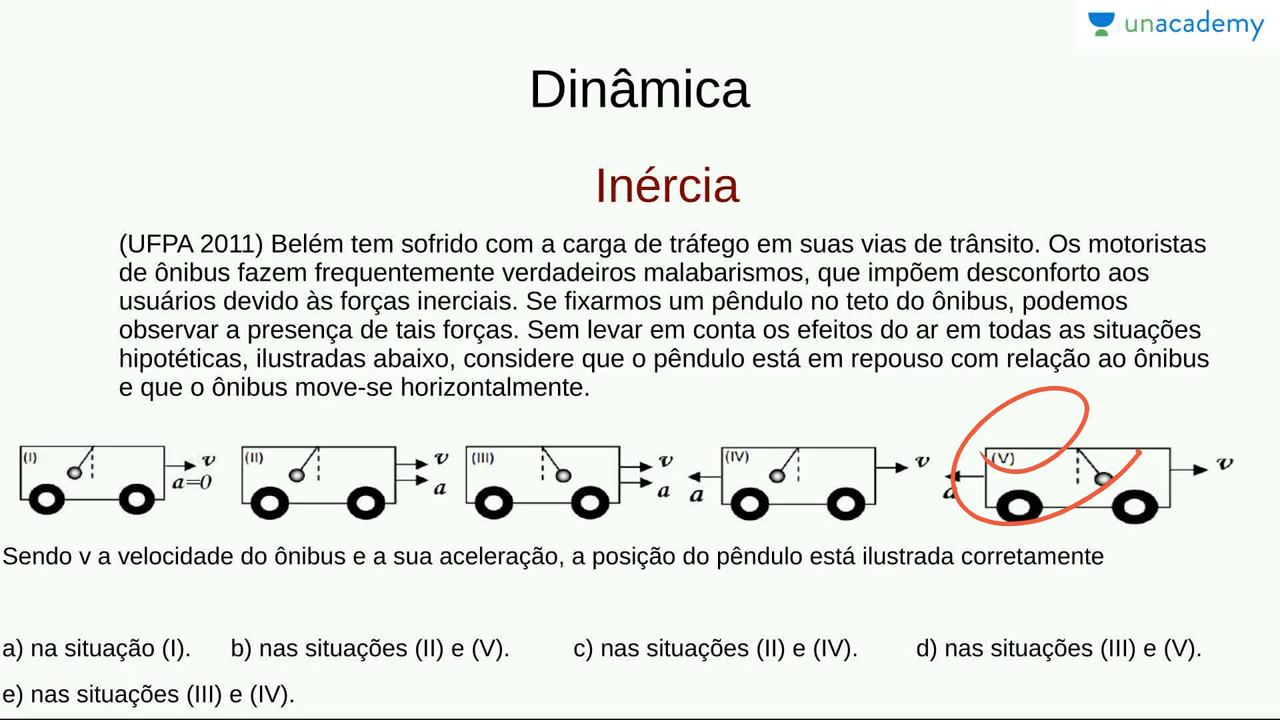 unacademy
Dinâmica
Inércia
(UFPA 2011) Belém tem sofrido com a carga de tráfego em suas vias de trânsito. Os motoristas
de ônibus fazem frequentemente verdadeiros malabarismos, que impõem desconforto aos
usuários devido às forças inerciais. Se fixarmos um pêndulo no teto do ônibus, podemos
observar a presença de tais forças. Sem levar em conta os efeitos do ar em todas as situações
hipotéticas, ilustradas abaixo, considere que o pêndulo está em repouso com relação ao ônibus
e que o ônibus move-se horizontalmente.
(I) v a=0
(II) v a
(III) v a
(IV) v a
(V) v a
Sendo v a velocidade do ônibus e a sua aceleração, a posição do pêndulo está ilustrada corretamente
a) na situação (I). b) nas situações (II) e (V). c) nas situações (II) e (IV). d) nas situações (III) e (V).
e) nas situações (III) e (IV).